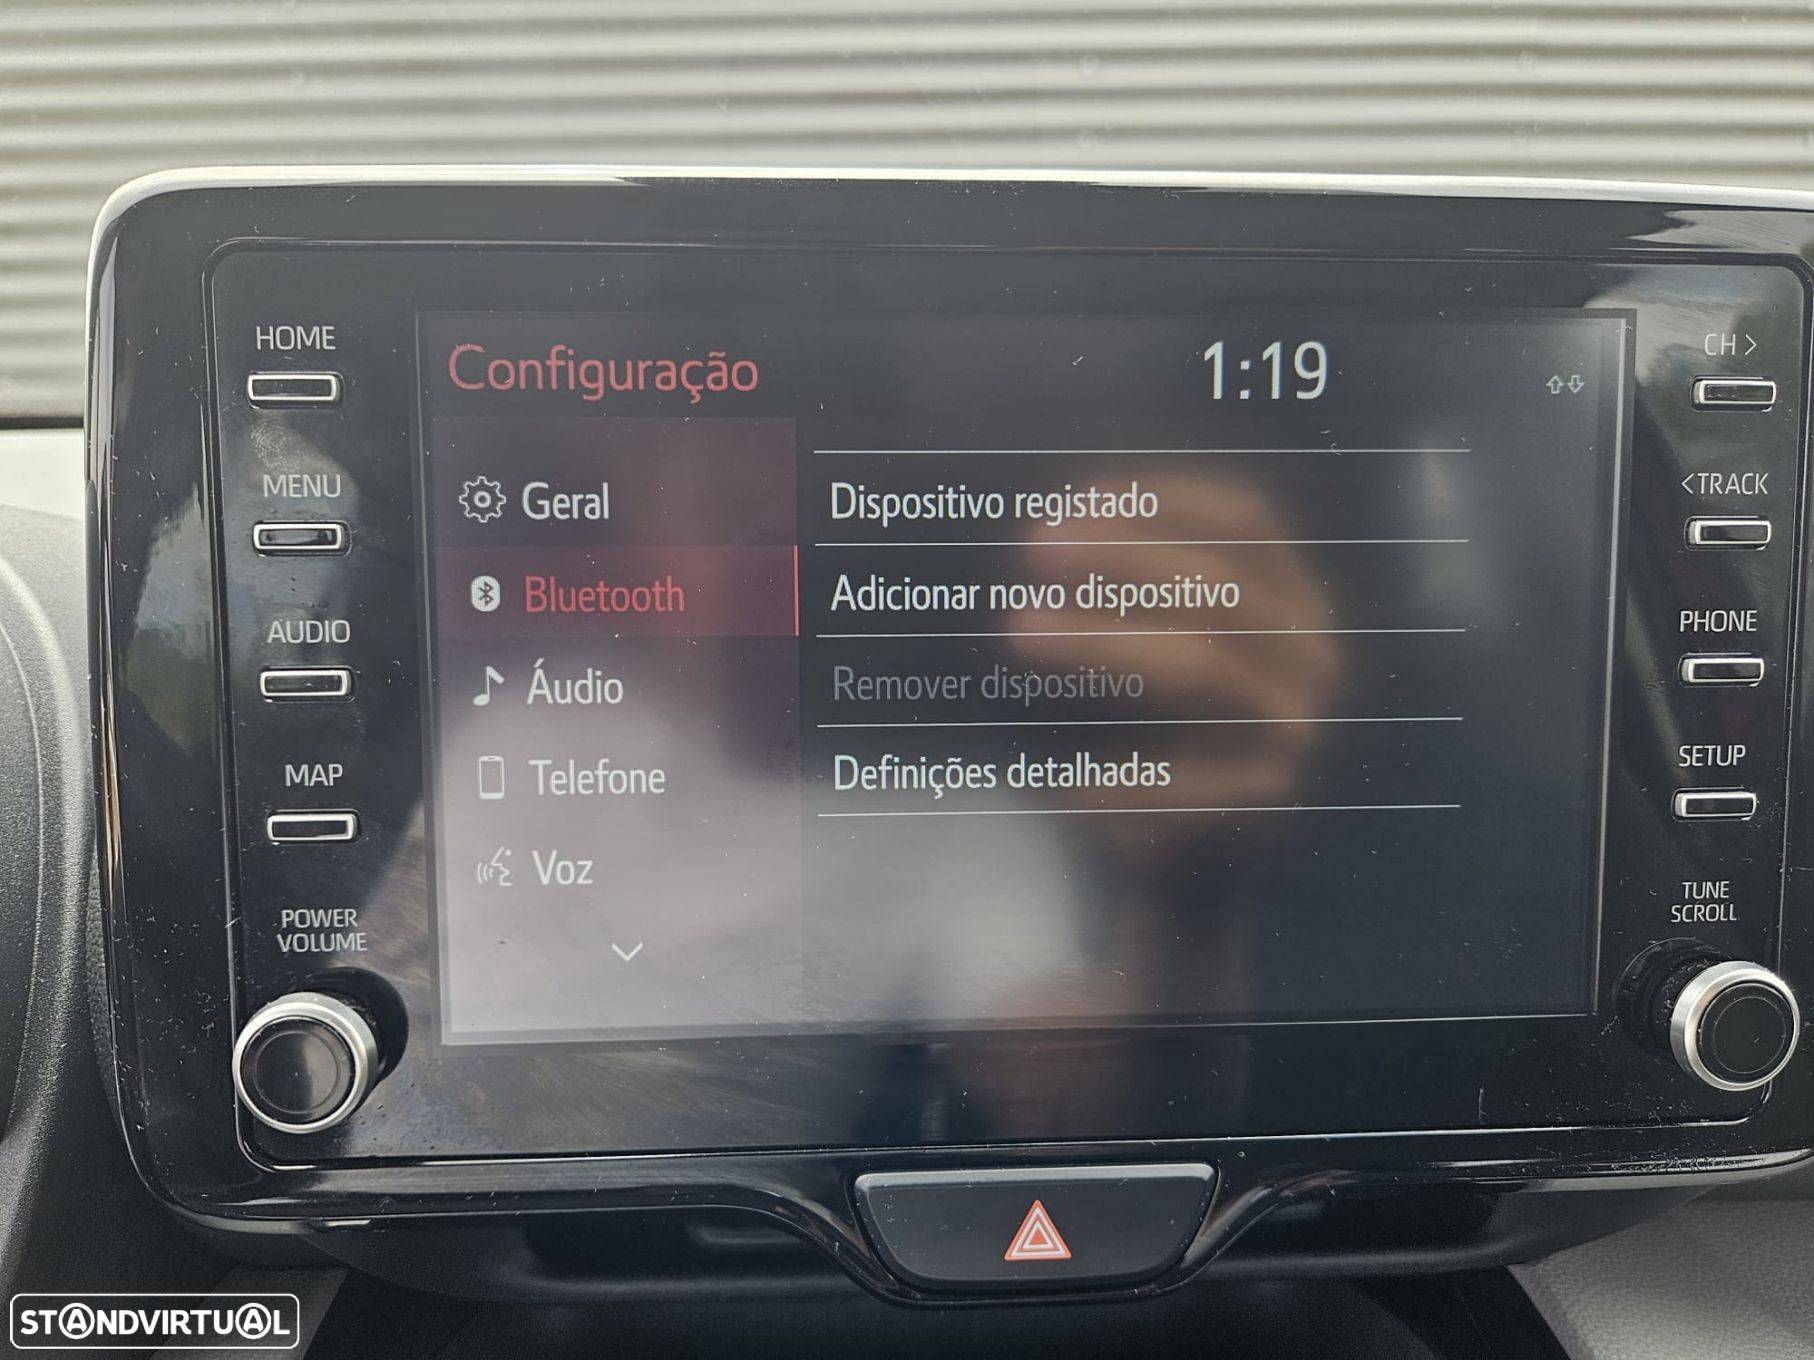 HOME
MENU
AUDIO
MAP
POWER
VOLUME
Configuração
1:19
Geral
Bluetooth
Áudio
Telefone
Voz
Dispositivo registado
Adicionar novo dispositivo
Remover dispositivo
Definições detalhadas
CH >
<TRACK
PHONE
SETUP
TUNE
SCROLL
STANDVIRTUAL